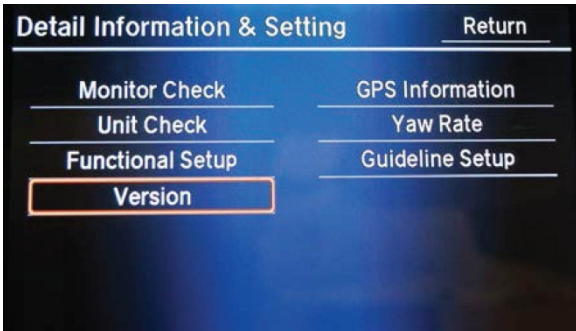 Detail Information & Setting
Return
Monitor Check
GPS Information
Unit Check
Yaw Rate
Functional Setup
Guideline Setup
Version